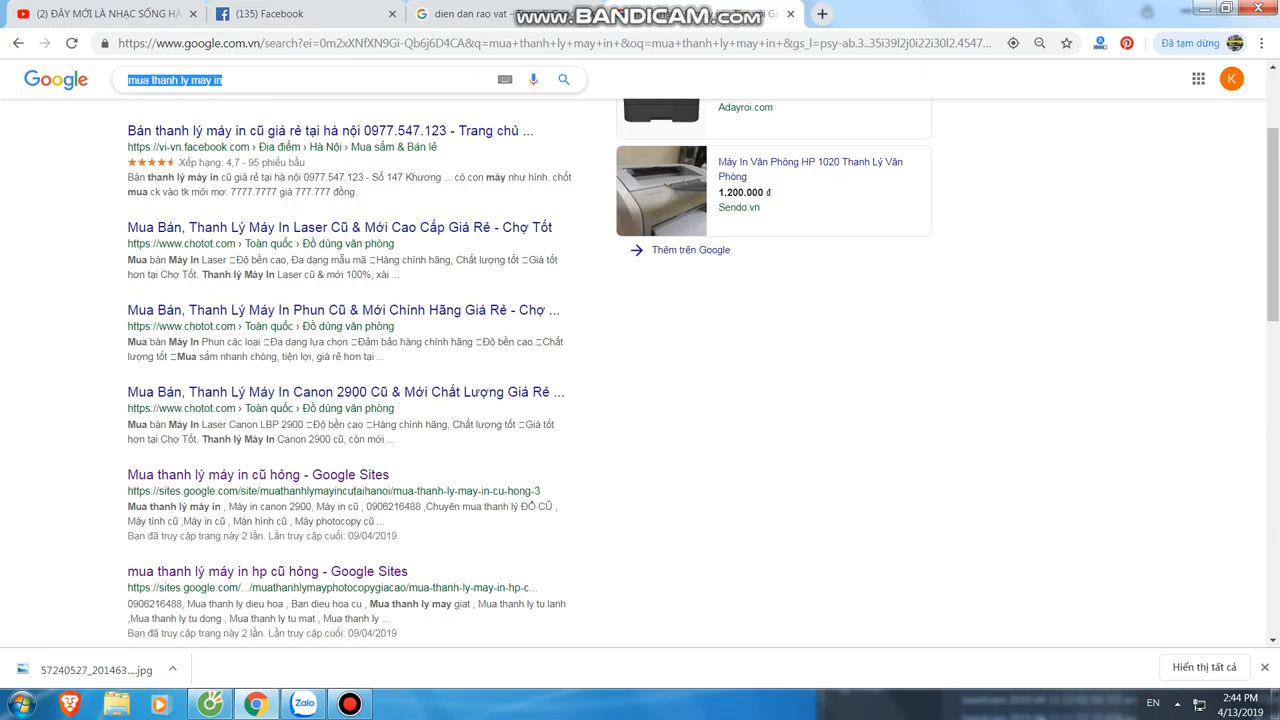 (2) ĐÂY MỚI LÀ NHẠC SỐNG HÀ
(135) Facebook
dien dan rao vat
www.BANDICAM.com
https://www.google.com.vn/search?ei=0m2xXNfXN9Gi-Qb6j6D4CA&q=mua+thanh+ly+may+in+&oq=mua+thanh+ly+may+in+&gs_l=psy-ab.3..35i39l2j0i22i30l2.4547...
Đã tạm dừng
Google
mua thanh ly may in
K
Adayroi.com
Máy In Văn Phòng HP 1020 Thanh Lý Văn
Phòng
1.200.000 ₫
Sendo.vn
Thêm trên Google
Bán thanh lý máy in cũ giá rẻ tại hà nội 0977.547.123 - Trang chủ ...
https://vi-vn.facebook.com › Địa điểm › Hà Nội › Mua sắm & Bán lẻ
Xếp hạng: 4,7 - 95 phiếu bầu
Bán thanh lý máy in cũ giá rẻ tại hà nội 0977.547.123 - Số 147 Khương ... có con máy như hình. chốt
mua ck vào tk mới mơ: 7777.7777 già 777.777 đồng.
Mua Bán, Thanh Lý Máy In Laser Cũ & Mới Cao Cấp Giá Rẻ - Chợ Tốt
https://www.chotot.com › Toàn quốc › Đồ dùng văn phòng
Mua bán Máy In Laser Độ bền cao, Đa dạng mẫu mã Hàng chính hãng, Chất lượng tốt Giá tốt
hơn tại Chợ Tốt. Thanh lý Máy In Laser cũ & mới 100%, xài ...
Mua Bán, Thanh Lý Máy In Phun Cũ & Mới Chính Hãng Giá Rẻ - Chợ ...
https://www.chotot.com › Toàn quốc › Đồ dùng văn phòng
Mua bán Máy In Phun các loại Đa dạng lựa chọn Đảm bảo hàng chính hãng Độ bền cao Chất
lượng tốt Mua sắm nhanh chóng, tiện lợi, giá rẻ hơn tại ...
Mua Bán, Thanh Lý Máy In Canon 2900 Cũ & Mới Chất Lượng Giá Rẻ ...
https://www.chotot.com › Toàn quốc › Đồ dùng văn phòng
Mua bán Máy In Laser Canon LBP 2900 Độ bền cao Hàng chính hãng, Chất lượng tốt Giá tốt
hơn tại Chợ Tốt. Thanh lý Máy In Canon 2900 cũ, còn mới ...
Mua thanh lý máy in cũ hỏng - Google Sites
https://sites.google.com/site/muathanhlymayincutaihanoi/mua-thanh-ly-may-in-cu-hong-3
Mua thanh lý máy in , Máy in canon 2900, Máy in cũ , 0906216488 ,Chuyên mua thanh lý ĐỒ CŨ ,
Máy tính cũ ,Máy in cũ , Màn hình cũ , Máy photocopy cũ ...
Bạn đã truy cập trang này 2 lần. Lần truy cập cuối: 09/04/2019
mua thanh lý máy in hp cũ hỏng - Google Sites
https://sites.google.com/.../muathanhlymayphotocopygiacao/mua-thanh-ly-may-in-hp-c...
0906216488, Mua thanh ly dieu hoa , Ban dieu hoa cu , Mua thanh ly may giat , Mua thanh ly tu lanh
,Mua thanh ly tu dong , Mua thanh ly tu mat , Mua thanh ly ...
Bạn đã truy cập trang này 2 lần. Lần truy cập cuối: 09/04/2019
57240527_201463....jpg
Hiển thị tất cả
Zalo
EN
2:44 PM
4/13/2019